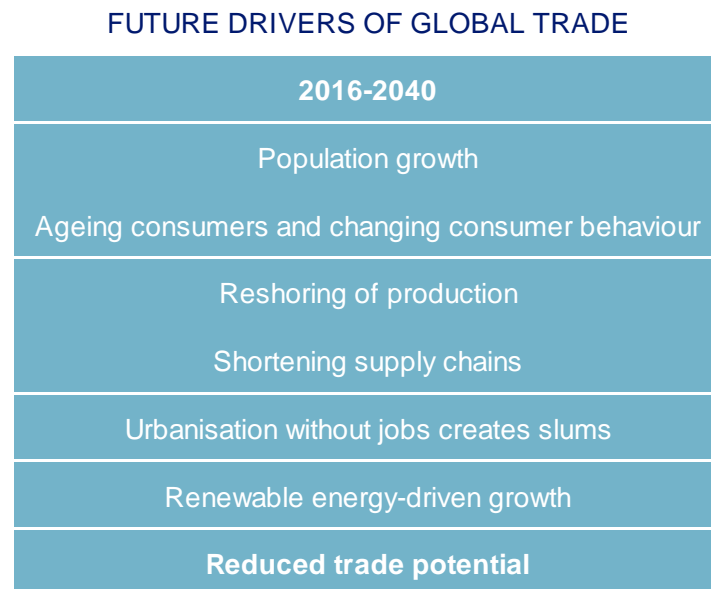 FUTURE DRIVERS OF GLOBAL TRADE
2016-2040
Population growth
Ageing consumers and changing consumer behaviour
Reshoring of production
Shortening supply chains
Urbanisation without jobs creates slums
Renewable energy-driven growth
Reduced trade potential